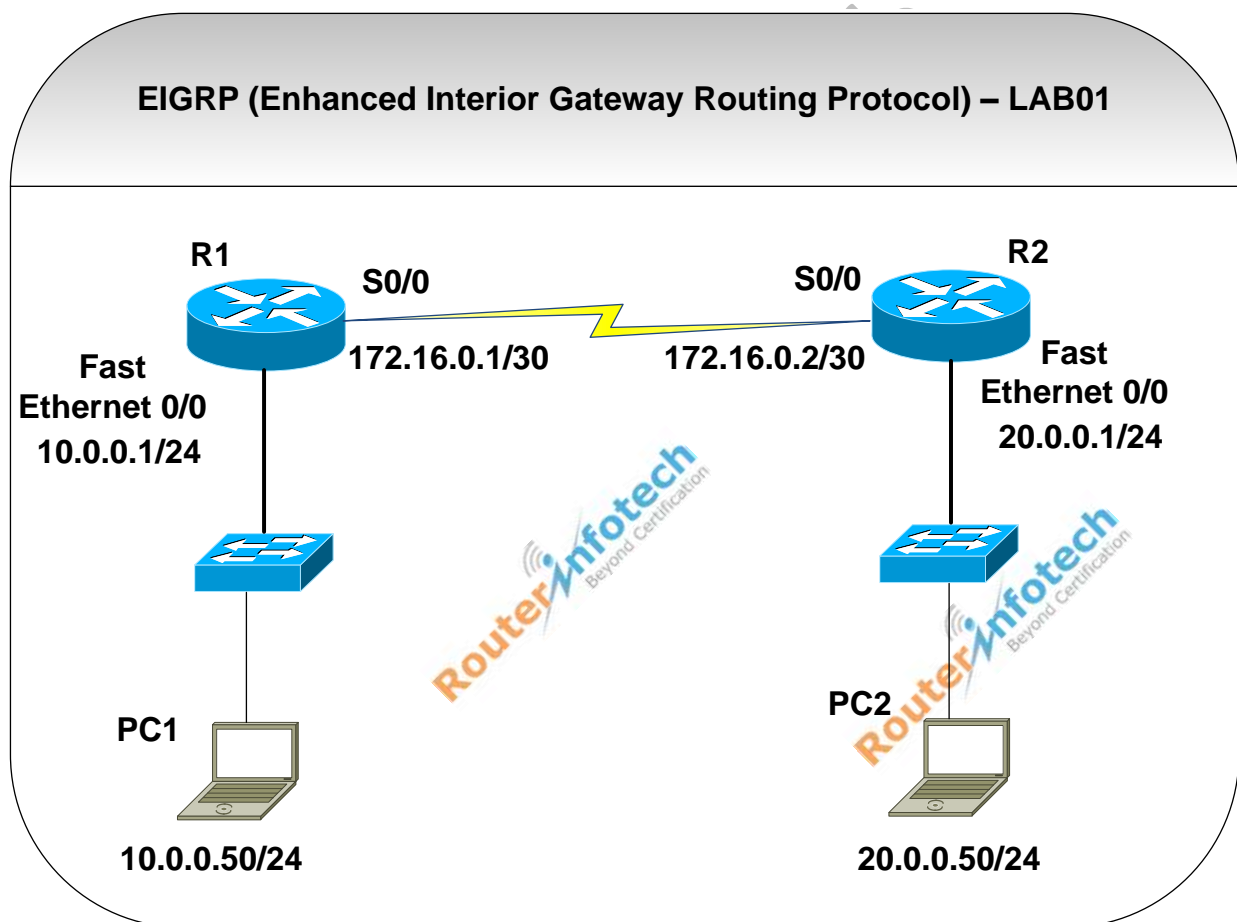 EIGRP (Enhanced Interior Gateway Routing Protocol) – LAB01
R1
S0/0
S0/0
R2
172.16.0.1/30
172.16.0.2/30
Fast
Ethernet 0/0
10.0.0.1/24
Fast
Ethernet 0/0
20.0.0.1/24
Router infotech
Beyond Certification
Router infotech
Beyond Certification
PC1
PC2
10.0.0.50/24
20.0.0.50/24